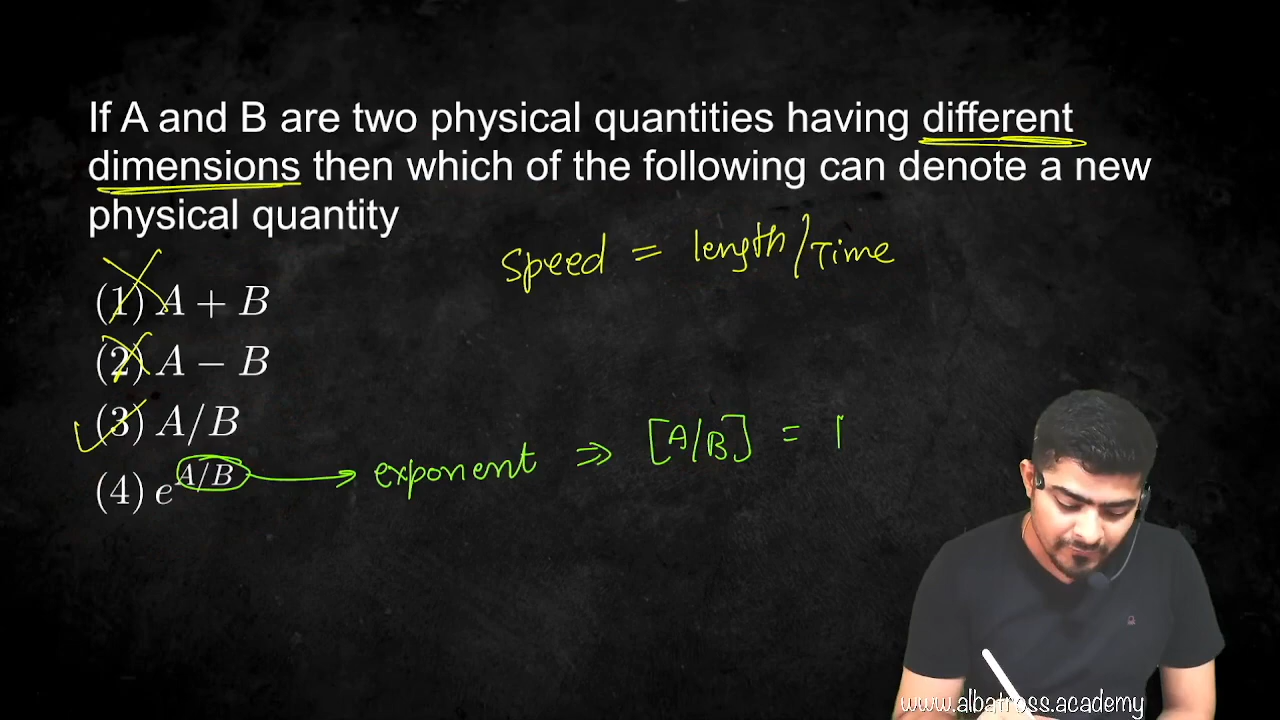 If A and B are two physical quantities having different
dimensions then which of the following can denote a new
physical quantity
Speed = length/Time
(1) A + B
(2) A − B
(3) A/B
(4) e^{A/B} → exponent ⇒ [A/B] =
www.albatross.academy